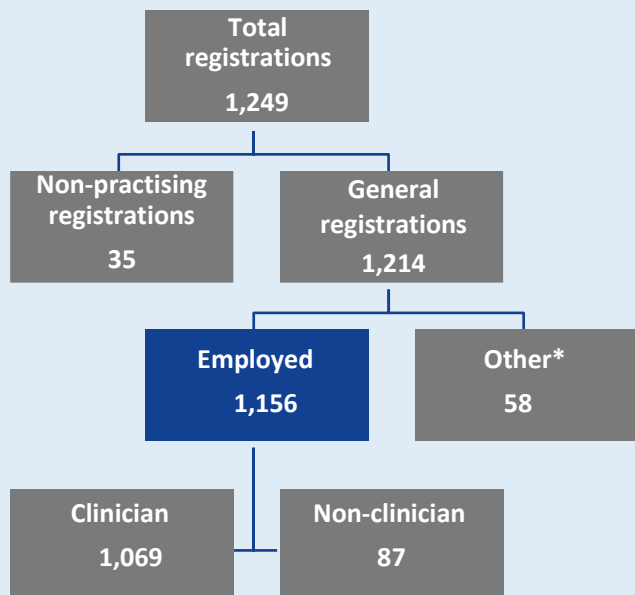 Total
registrations
1,249
Non-practising
registrations
35
General
registrations
1,214
Employed
1,156
Other*
58
Clinician
1,069
Non-clinician
87